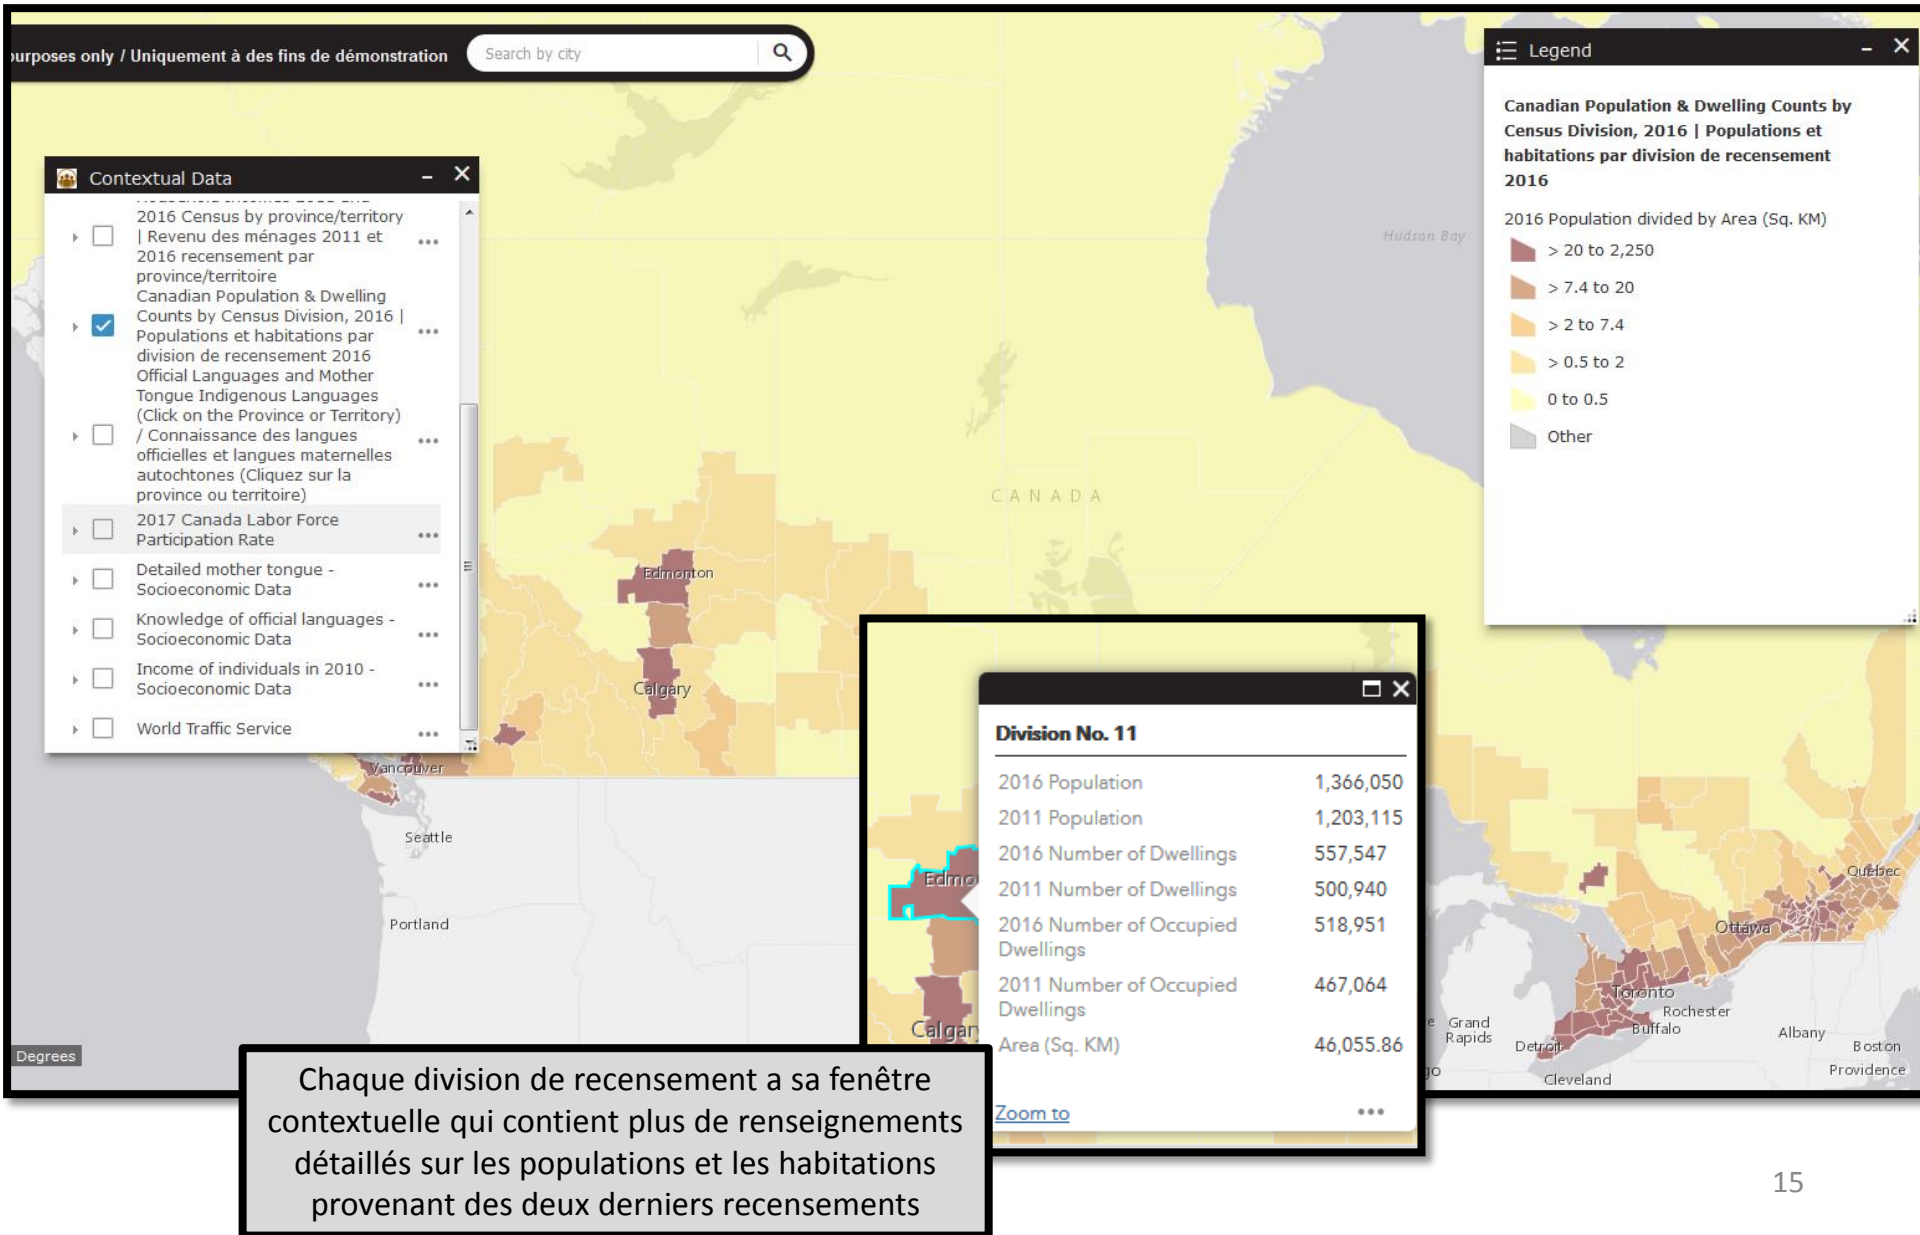 urposes only / Uniquement à des fins de démonstration
Search by city
Contextual Data
2016 Census by province/territory
| Revenu des ménages 2011 et
2016 recensement par
province/territoire
Canadian Population & Dwelling
Counts by Census Division, 2016 |
Populations et habitations par
division de recensement 2016
Official Languages and Mother
Tongue Indigenous Languages
(Click on the Province or Territory)
/ Connaissance des langues
officielles et langues maternelles
autochtones (Cliquez sur la
province ou territoire)
2017 Canada Labor Force
Participation Rate
Detailed mother tongue -
Socioeconomic Data
Knowledge of official languages -
Socioeconomic Data
Income of individuals in 2010 -
Socioeconomic Data
World Traffic Service
Legend
Canadian Population & Dwelling Counts by
Census Division, 2016 | Populations et
habitations par division de recensement
2016
2016 Population divided by Area (Sq. KM)
> 20 to 2,250
> 7.4 to 20
> 2 to 7.4
> 0.5 to 2
0 to 0.5
Other
Hudson Bay
CANADA
Edmonton
Calgary
Vancouver
Seattle
Portland
Degrees
Edmo
Calgar
Division No. 11
2016 Population 1,366,050
2011 Population 1,203,115
2016 Number of Dwellings 557,547
2011 Number of Dwellings 500,940
2016 Number of Occupied 518,951
Dwellings
2011 Number of Occupied 467,064
Dwellings
Area (Sq. KM) 46,055.86
Zoom to
Québec
Ottawa
Toronto
Rochester
Buffalo
Grand
Rapids
Detroit
Albany
Boston
Providence
Cleveland
Chaque division de recensement a sa fenêtre
contextuelle qui contient plus de renseignements
détaillés sur les populations et les habitations
provenant des deux derniers recensements
15